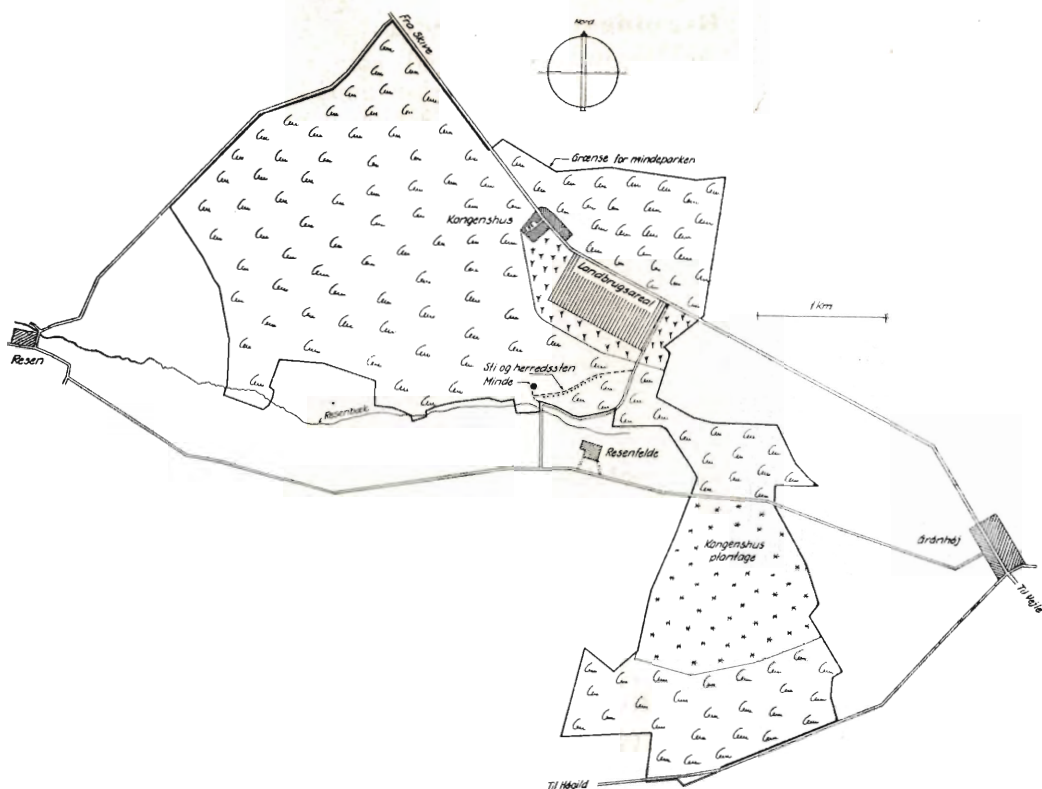 Nord
Fra Skive
Grænse for mindeparken
Kongenshus
Landbrugsareal
1 km
Resen
Sti og herredssten
Minde
Resenbæk
Resenfelde
Kongenshus
plantage
Grønhøj
Til Vejle
Til Høgild